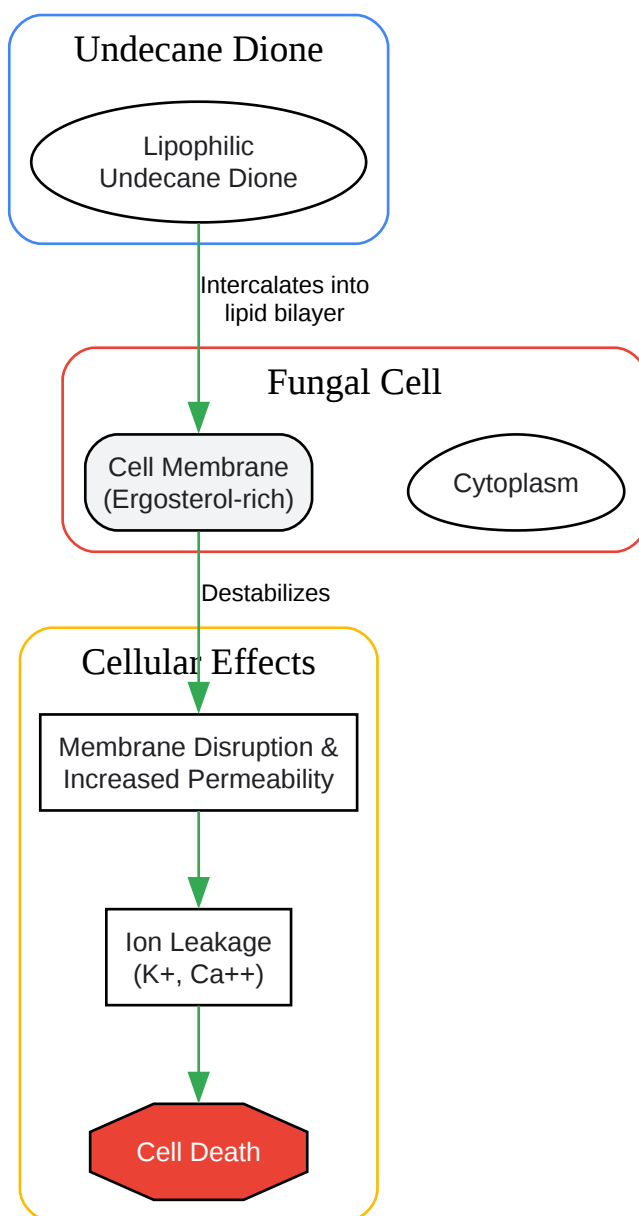 Undecane Dione
Lipophilic
Undecane Dione
Intercalates into
lipid bilayer
Fungal Cell
Cell Membrane
(Ergosterol-rich)
Cytoplasm
Destabilizes
Cellular Effects
Membrane Disruption &
Increased Permeability
Ion Leakage
(K+, Ca++)
Cell Death